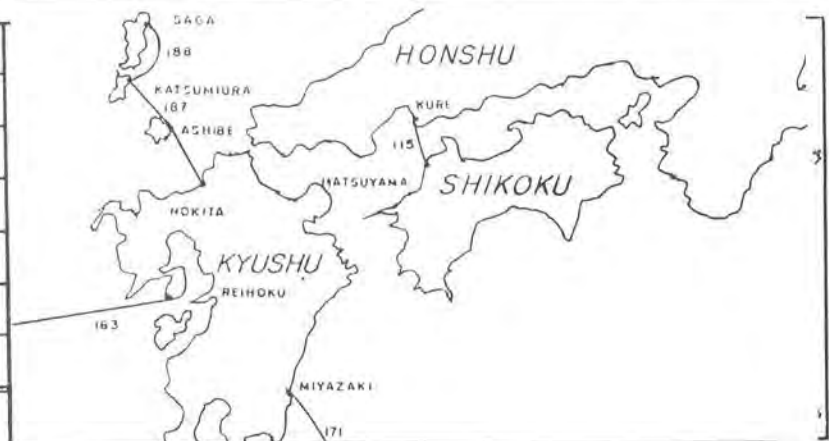 SAGA
188
HONSHU
KATSUMIURA
187
KURE
ASHIBE
115
MATSUYAMA
SHIKOKU
NOKITA
KYUSHU
REIHOKU
163
MIYAZAKI
171